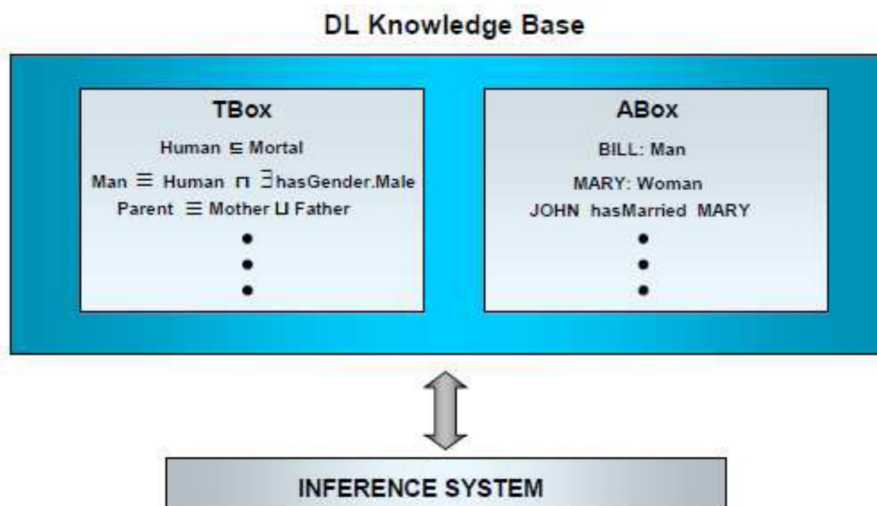 DL Knowledge Base
TBox
Human ⊑ Mortal
Man ≡ Human ⊓ ∃hasGender.Male
Parent ≡ Mother ⊔ Father
ABox
BILL: Man
MARY: Woman
JOHN hasMarried MARY
INFERENCE SYSTEM